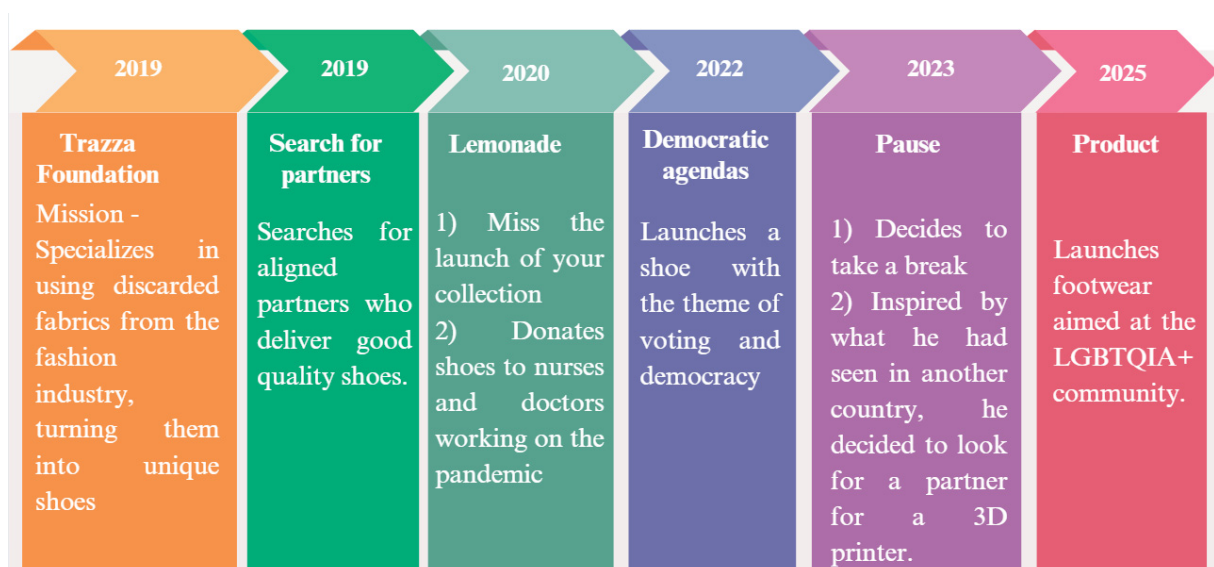 2019
Trazza
Foundation
Mission -
Specializes in
using discarded
fabrics from the
fashion
industry,
turning them
into unique
shoes
2019
Search for
partners
Searches for
aligned
partners who
deliver good
quality shoes.
2020
Lemonade
1) Miss the
launch of your
collection
2) Donates
shoes to nurses
and doctors
working on the
pandemic
2022
Democratic
agendas
Launches a
shoe with
the theme of
voting and
democracy
2023
Pause
1) Decides to
take a break
2) Inspired by
what he had
seen in another
country, he
decided to look
for a partner
for a 3D
printer.
2025
Product
Launches
footwear
aimed at the
LGBTQIA+
community.